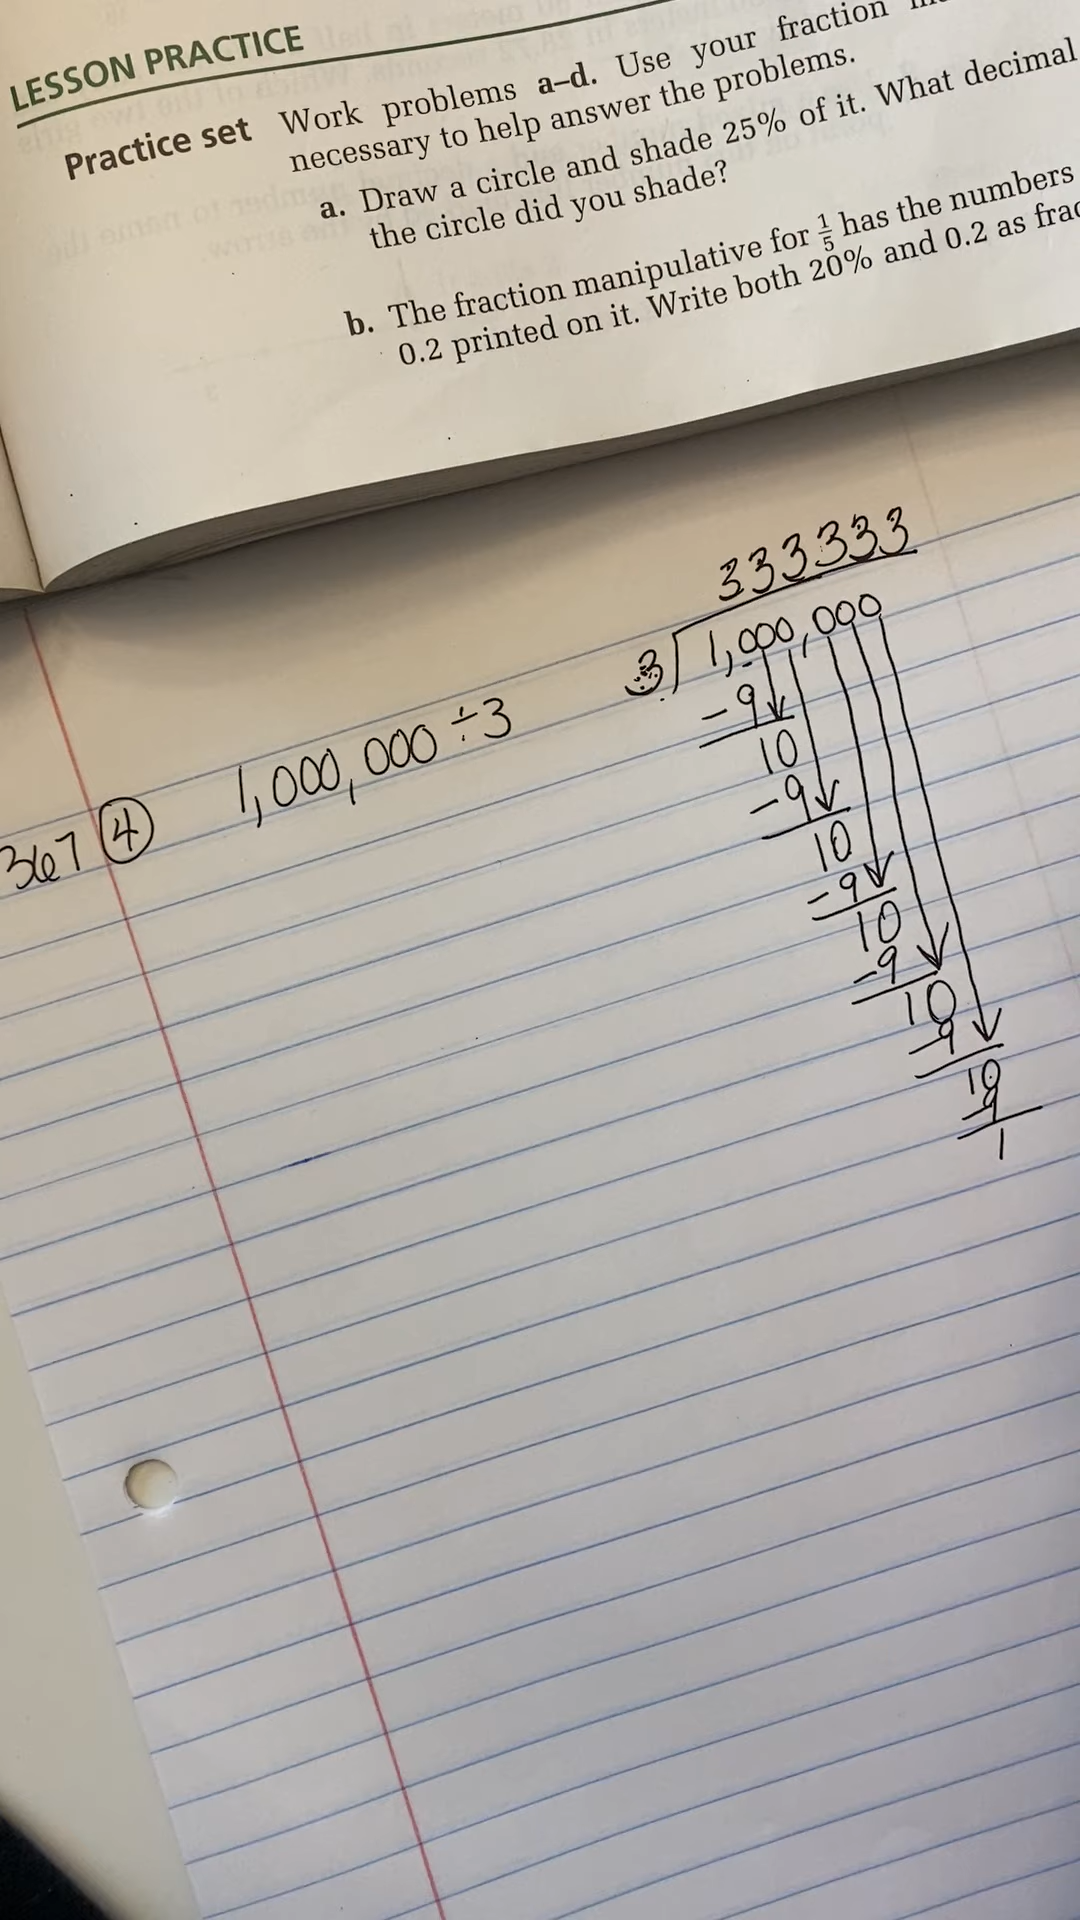 LESSON PRACTICE
Practice set Work problems a–d. Use your fraction
necessary to help answer the problems.
a. Draw a circle and shade 25% of it. What decimal
the circle did you shade?
b. The fraction manipulative for 1/5 has the numbers
0.2 printed on it. Write both 20% and 0.2 as
367 4 1,000,000 ÷ 3
333333
3 1,000,000
-9
10
-9
10
-9
10
-9
10
-9
10
-9
1